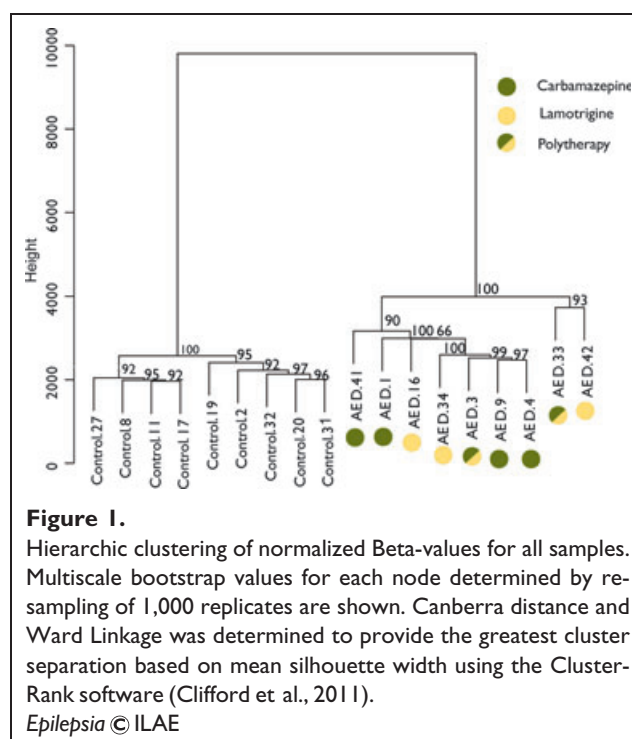 10000
8000
6000
4000
2000
0
Height
Carbamazepine
Lamotrigine
Polytherapy
100
93
90
100 66
100
99
97
100
95
92
92
97
95
92
96
Control.27
Control.8
Control.11
Control.17
Control.19
Control.2
Control.32
Control.20
Control.31
AED.41
AED.1
AED.16
AED.34
AED.3
AED.9
AED.4
AED.33
AED.42
Figure 1.
Hierarchic clustering of normalized Beta-values for all samples.
Multiscale bootstrap values for each node determined by re-
sampling of 1,000 replicates are shown. Canberra distance and
Ward Linkage was determined to provide the greatest cluster
separation based on mean silhouette width using the Cluster-
Rank software (Clifford et al., 2011).
Epilepsia © ILAE